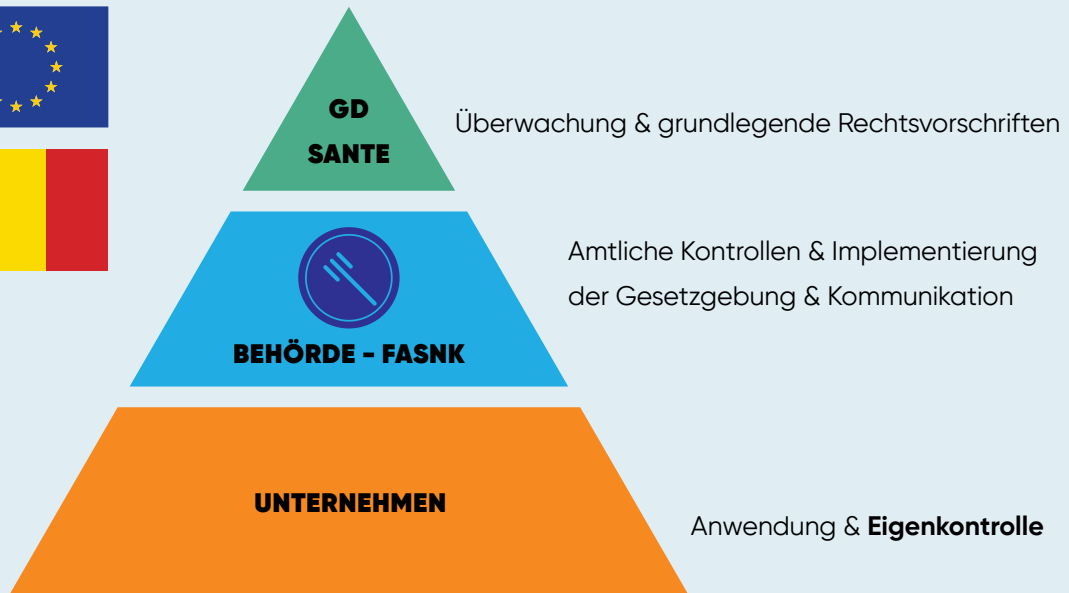 GD
SANTE
Überwachung & grundlegende Rechtsvorschriften
Amtliche Kontrollen & Implementierung
der Gesetzgebung & Kommunikation
BEHÖRDE - FASNK
UNTERNEHMEN
Anwendung & Eigenkontrolle